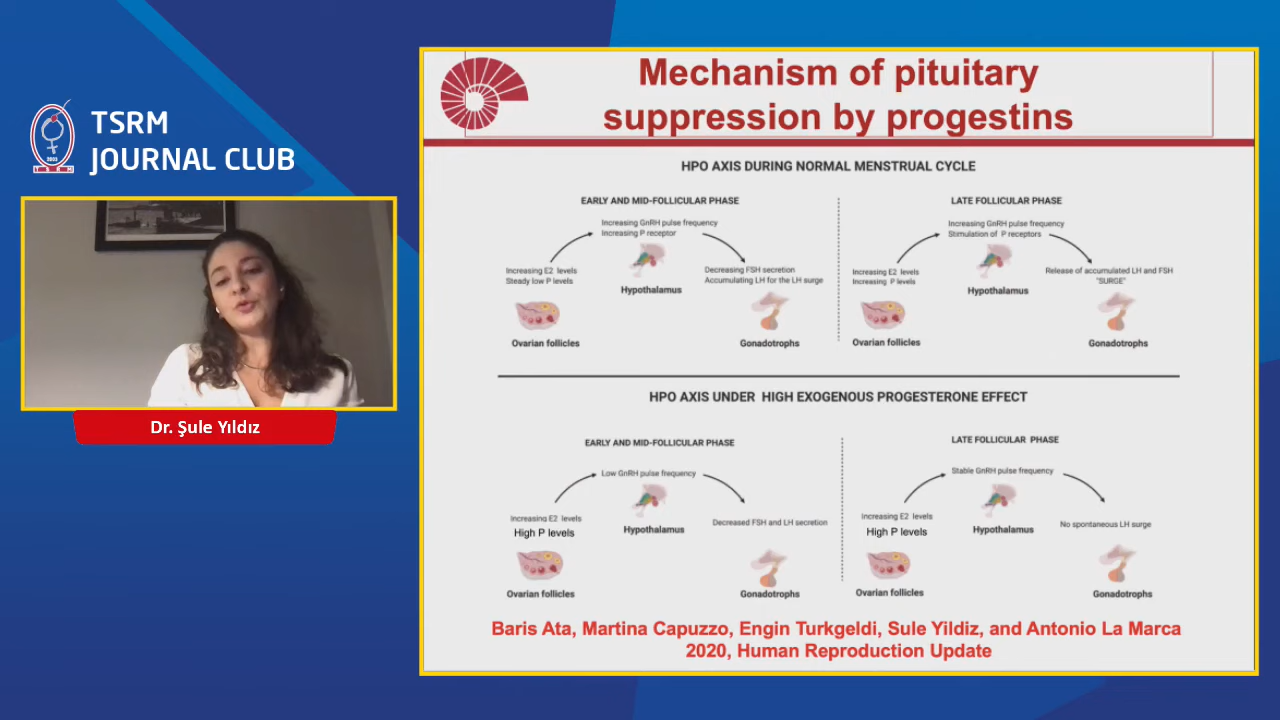 TSRM
JOURNAL CLUB
2003
T S R M
Dr. Şule Yıldız
Mechanism of pituitary
suppression by progestins
HPO AXIS DURING NORMAL MENSTRUAL CYCLE
EARLY AND MID-FOLLICULAR PHASE
Increasing GnRH pulse frequency
Increasing P receptor
Increasing E2 levels
Steady low P levels
Decreasing FSH secretion
Accumulating LH for the LH surge
Hypothalamus
Ovarian follicles
Gonadotrophs
LATE FOLLICULAR PHASE
Increasing GnRH pulse frequency
Stimulation of P receptors
Increasing E2 levels
Increasing P levels
Release of accumulated LH and FSH
"SURGE"
Hypothalamus
Ovarian follicles
Gonadotrophs
HPO AXIS UNDER HIGH EXOGENOUS PROGESTERONE EFFECT
EARLY AND MID-FOLLICULAR PHASE
Low GnRH pulse frequency
Increasing E2 levels
High P levels
Decreased FSH and LH secretion
Hypothalamus
Ovarian follicles
Gonadotrophs
LATE FOLLICULAR PHASE
Stable GnRH pulse frequency
Increasing E2 levels
High P levels
No spontaneous LH surge
Hypothalamus
Ovarian follicles
Gonadotrophs
Baris Ata, Martina Capuzzo, Engin Turkgeldi, Sule Yildiz, and Antonio La Marca
2020, Human Reproduction Update